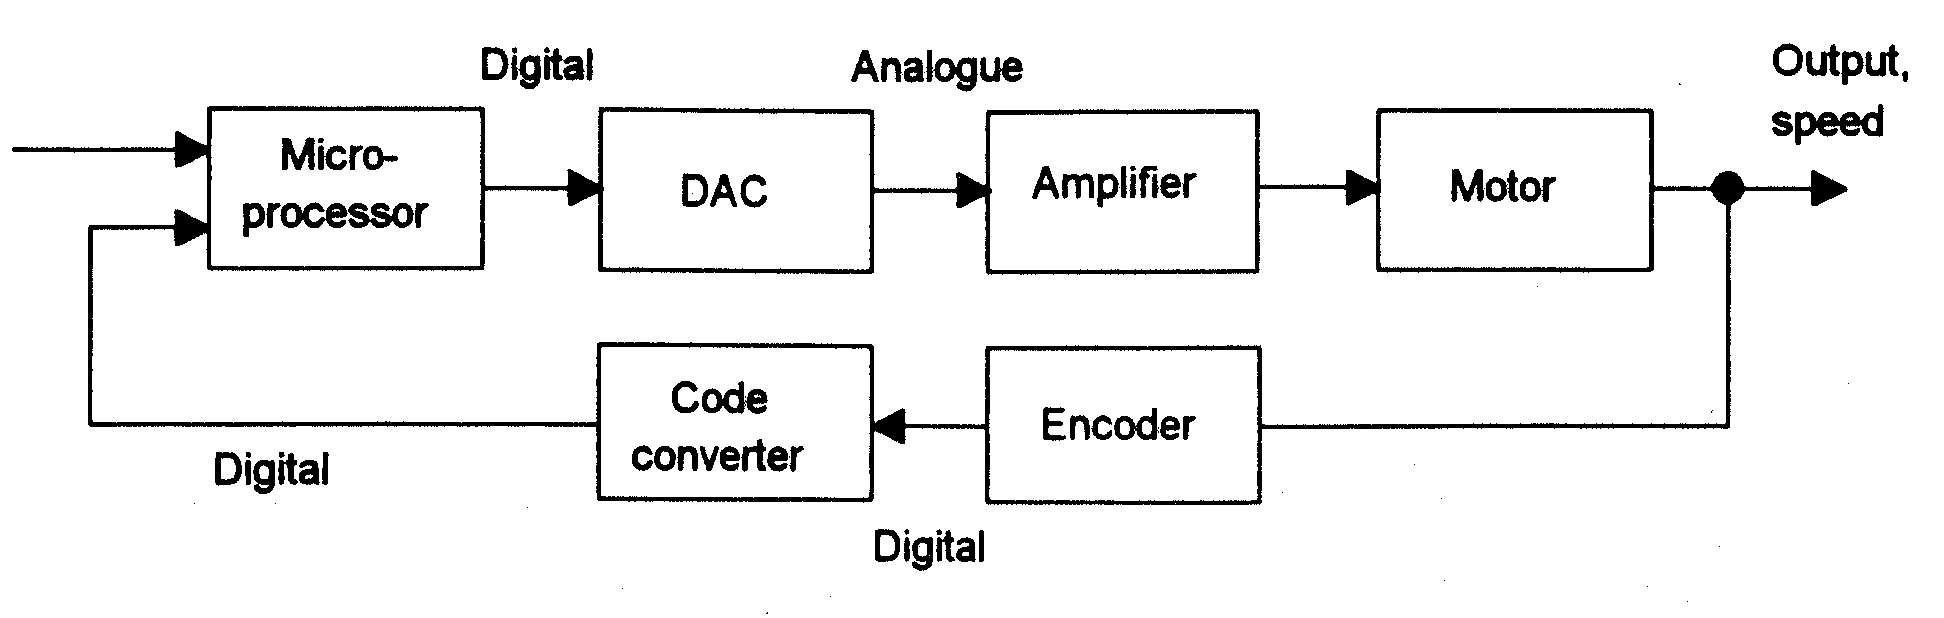 Digital
Analogue
Output,
speed
Micro-
processor
DAC
Amplifier
Motor
Code
converter
Encoder
Digital
Digital